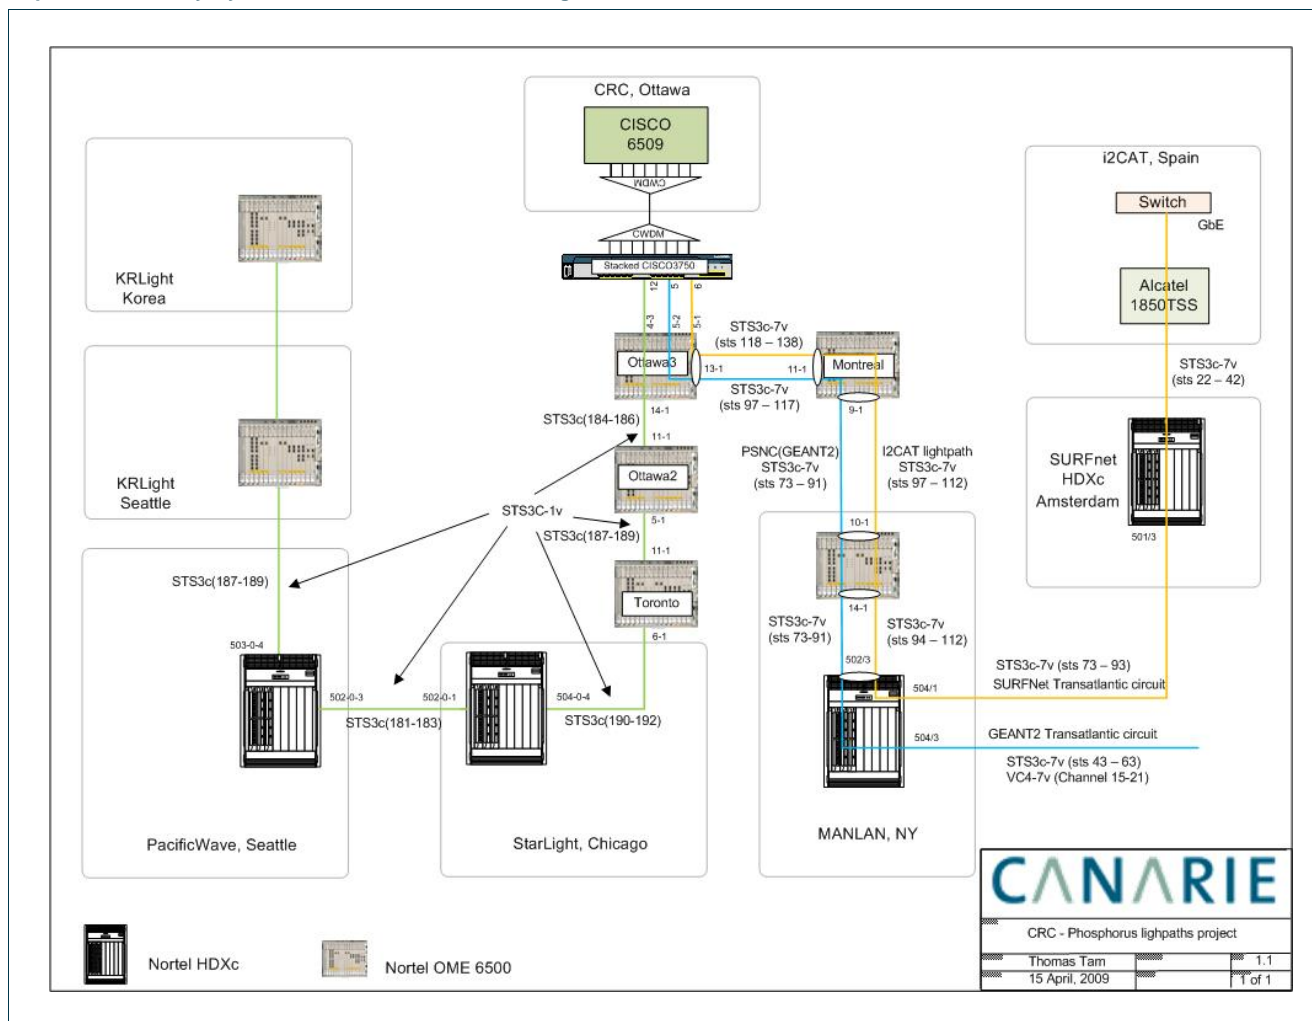 CRC, Ottawa
CISCO
6509
CWDM
CWDM
Stacked CISCO3750
12
5
6
4-3
5-2
5-1
KRLight
Korea
KRLight
Seattle
i2CAT, Spain
Switch
GbE
Alcatel
1850TSS
STS3c-7v
(sts 22 – 42)
SURFnet
HDXc
Amsterdam
501/3
Ottawa3
13-1
14-1
STS3c-7v
(sts 118 – 138)
11-1
Montreal
9-1
STS3c-7v
(sts 97 – 117)
STS3c(184-186)
11-1
Ottawa2
5-1
STS3C-1v
STS3c(187-189)
11-1
Toronto
6-1
PSNC(GEANT2)
STS3c-7v
(sts 73 – 91)
I2CAT lightpath
STS3c-7v
(sts 97 – 112)
10-1
14-1
STS3c-7v
(sts 73-91)
STS3c-7v
(sts 94 – 112)
502/3
504/1
504/3
STS3c-7v (sts 73 – 93)
SURFNet Transatlantic circuit
GEANT2 Transatlantic circuit
STS3c-7v (sts 43 – 63)
VC4-7v (Channel 15-21)
MANLAN, NY
STS3c(187-189)
503-0-4
502-0-3
STS3c(181-183)
502-0-1
504-0-4
STS3c(190-192)
PacificWave, Seattle
StarLight, Chicago
Nortel HDXc
Nortel OME 6500
CANARIE
CRC - Phosphorus lighpaths project
Thomas Tam
1.1
15 April, 2009
1 of 1